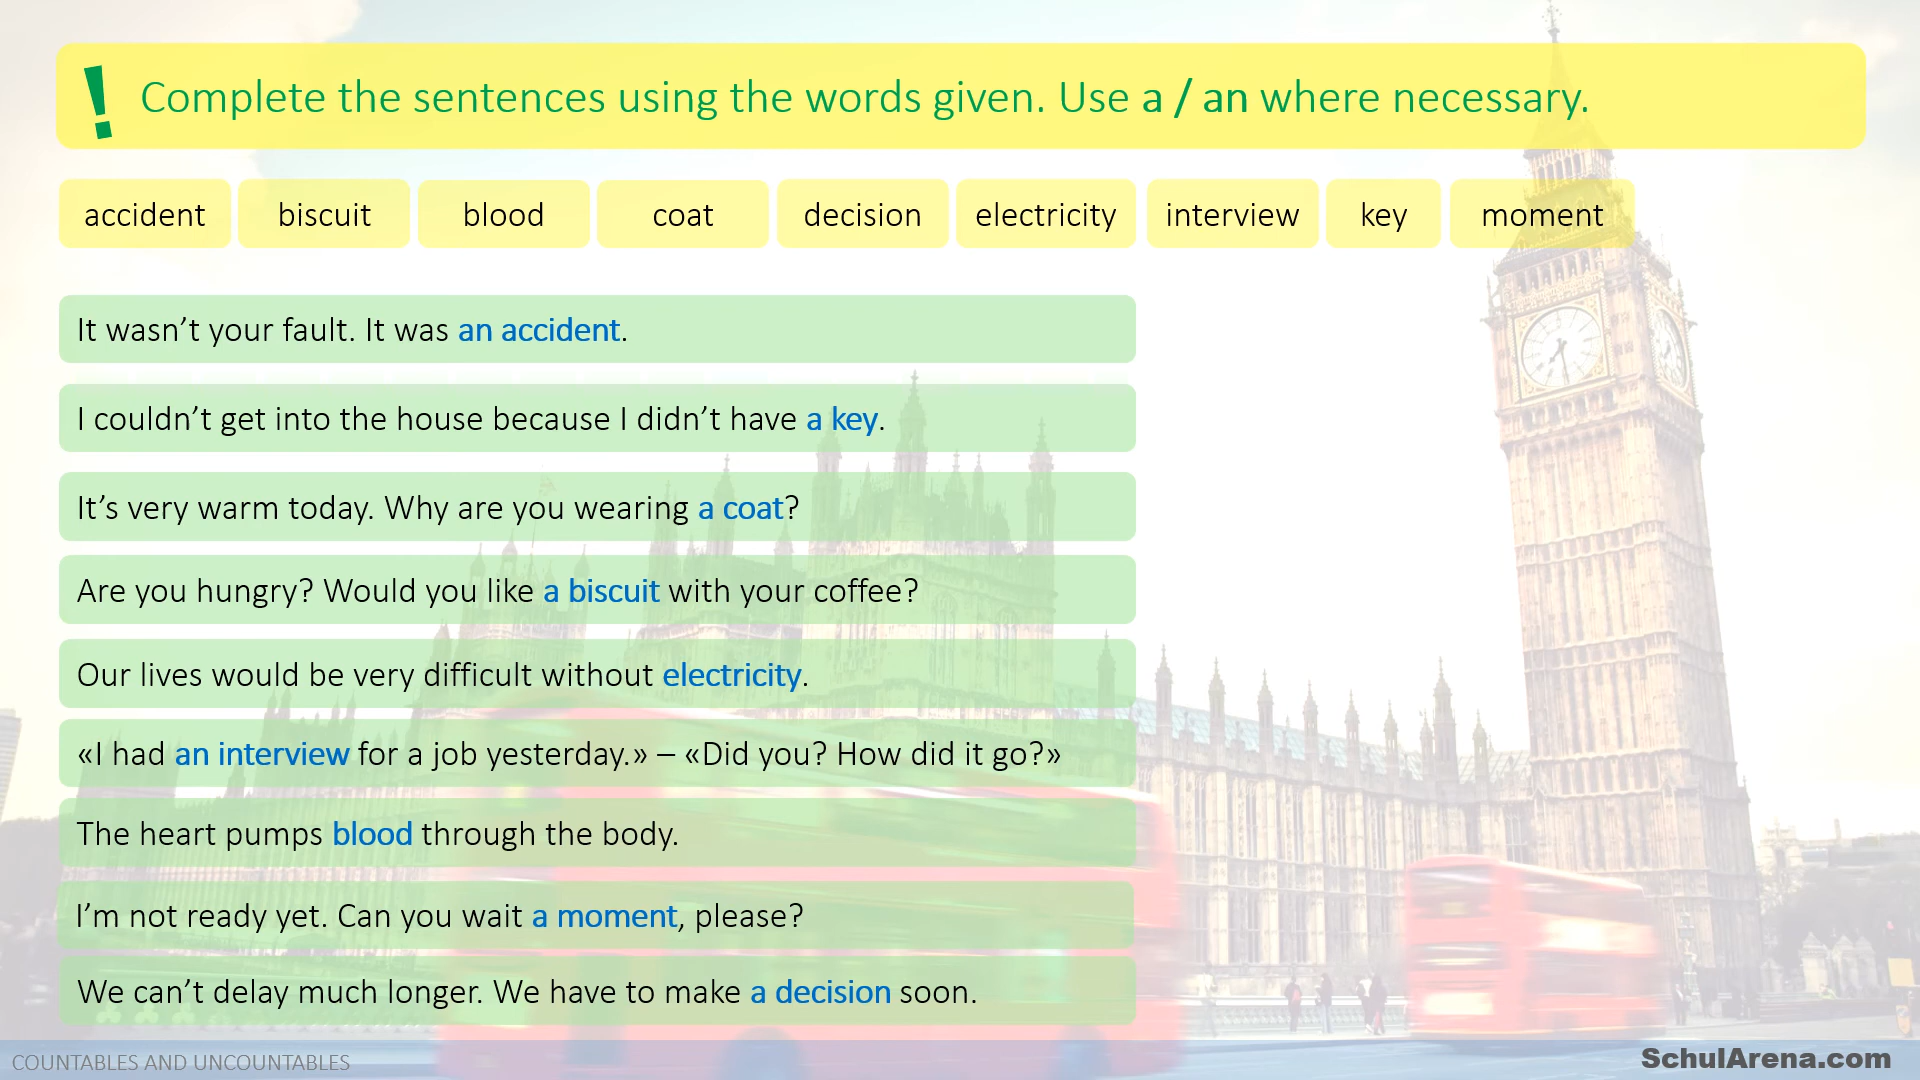 ! Complete the sentences using the words given. Use a / an where necessary.
accident biscuit blood coat decision electricity interview key moment
It wasn’t your fault. It was an accident.
I couldn’t get into the house because I didn’t have a key.
It’s very warm today. Why are you wearing a coat?
Are you hungry? Would you like a biscuit with your coffee?
Our lives would be very difficult without electricity.
«I had an interview for a job yesterday.» – «Did you? How did it go?»
The heart pumps blood through the body.
I’m not ready yet. Can you wait a moment, please?
We can’t delay much longer. We have to make a decision soon.
COUNTABLES AND UNCOUNTABLES
SchulArena.com